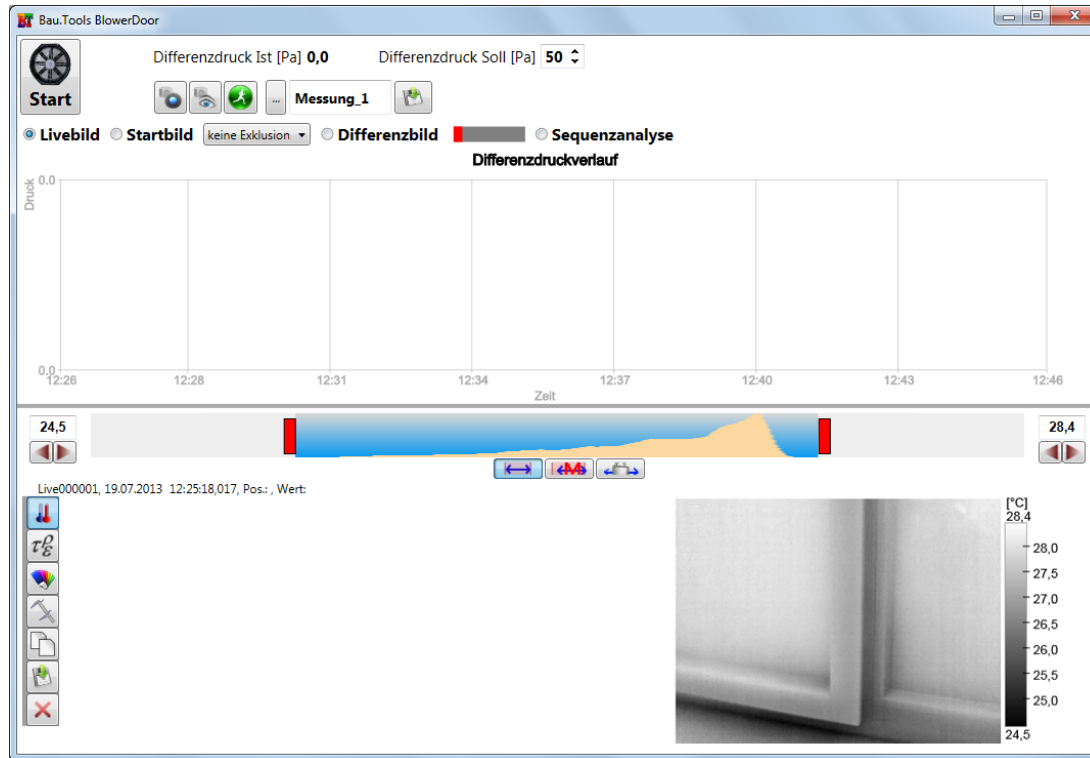 Bau.Tools BlowerDoor
Differenzdruck Ist [Pa] 0,0 Differenzdruck Soll [Pa] 50
Start
... Messung_1
Livebild Startbild keine Exklusion Differenzbild Sequenzanalyse
Differenzdruckverlauf
Druck
0.0
0.0
12:26 12:28 12:31 12:34 12:37 12:40 12:43 12:46
Zeit
24,5 28,4
M
Live000001, 19.07.2013 12:25:18,017, Pos.: , Wert:
τρε
[°C]
28,4
28,0
27,5
27,0
26,5
26,0
25,5
25,0
24,5